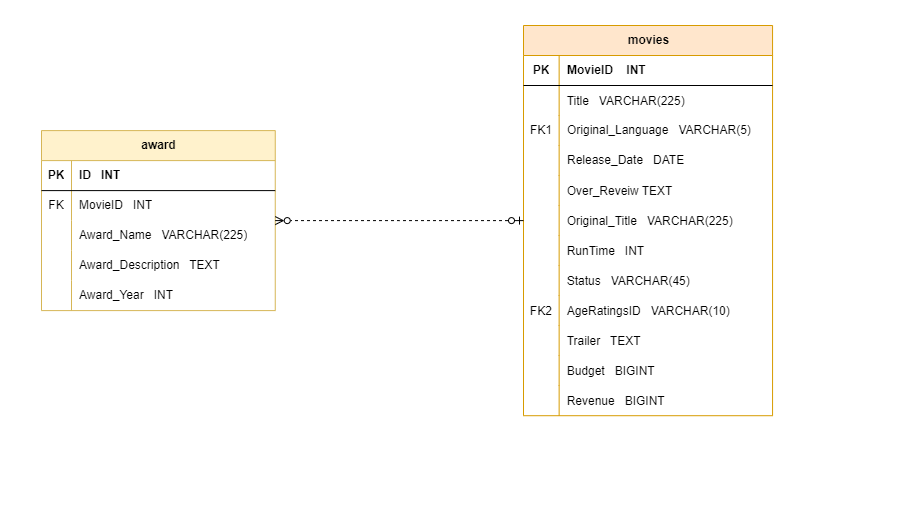 movies
PK MovieID INT
Title VARCHAR(225)
FK1 Original_Language VARCHAR(5)
Release_Date DATE
Over_Reveiw TEXT
Original_Title VARCHAR(225)
RunTime INT
Status VARCHAR(45)
FK2 AgeRatingsID VARCHAR(10)
Trailer TEXT
Budget BIGINT
Revenue BIGINT
award
PK ID INT
FK MovieID INT
Award_Name VARCHAR(225)
Award_Description TEXT
Award_Year INT